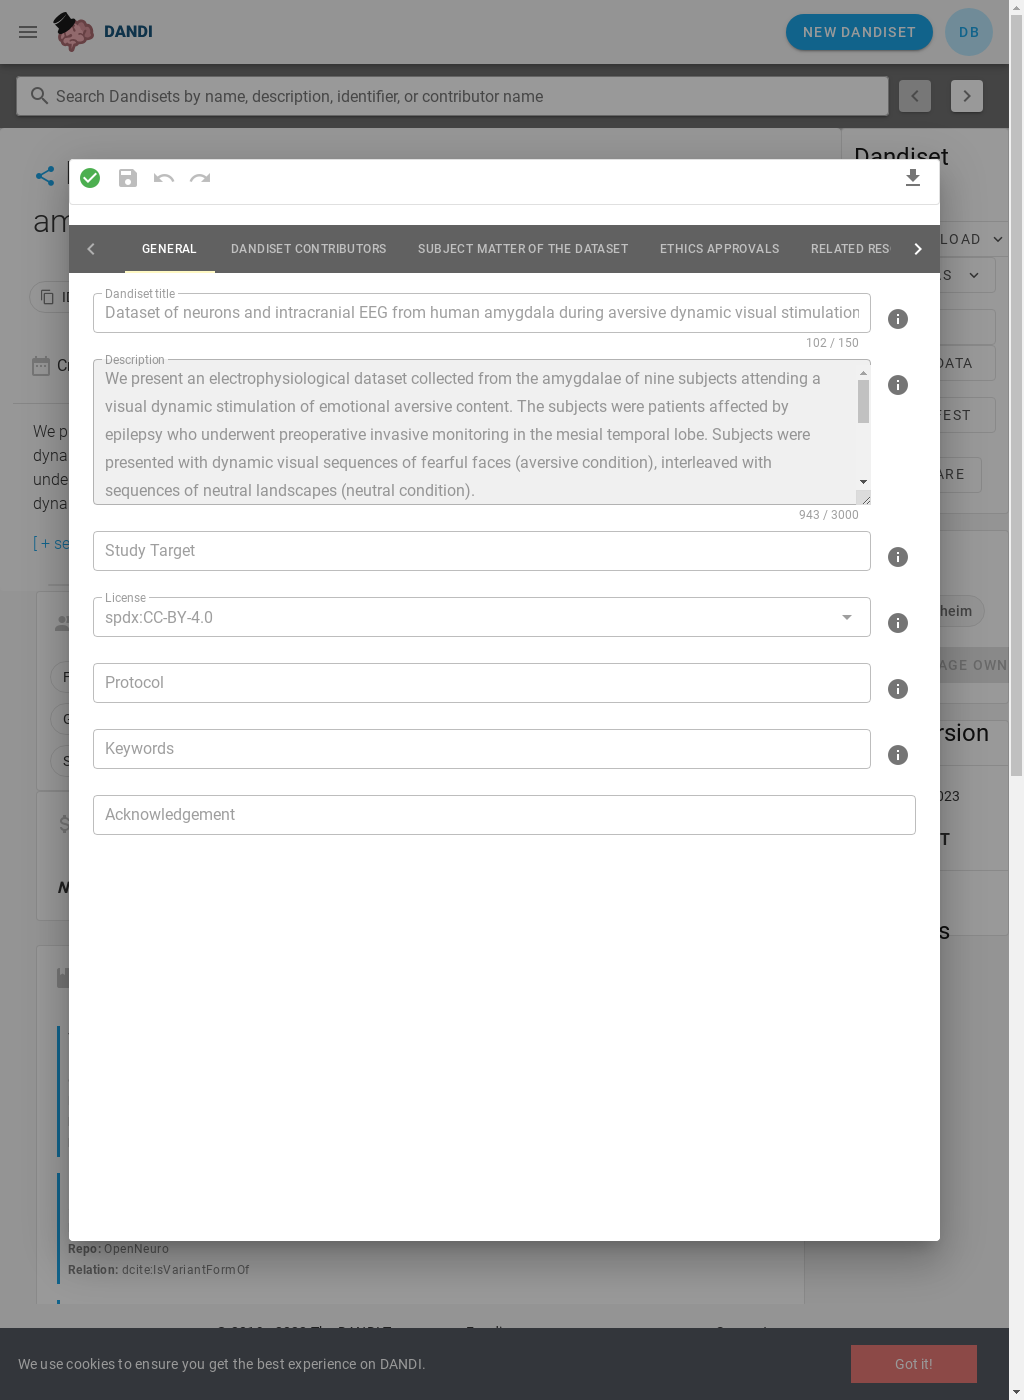 DANDI
NEW DANDISET
DB
Search Dandisets by name, description, identifier, or contributor name
Dandiset
am
LOAD
GENERAL
DANDISET CONTRIBUTORS
SUBJECT MATTER OF THE DATASET
ETHICS APPROVALS
RELATED RES
S
Dandiset title
Dataset of neurons and intracranial EEG from human amygdala during aversive dynamic visual stimulation
102 / 150
Description
We present an electrophysiological dataset collected from the amygdalae of nine subjects attending a
visual dynamic stimulation of emotional aversive content. The subjects were patients affected by
epilepsy who underwent preoperative invasive monitoring in the mesial temporal lobe. Subjects were
presented with dynamic visual sequences of fearful faces (aversive condition), interleaved with
sequences of neutral landscapes (neutral condition).
943 / 3000
DATA
FEST
ARE
We p
dyna
unde
dyna
[ + se
Study Target
License
spdx:CC-BY-4.0
heim
AGE OWN
Protocol
Keywords
rsion
023
Acknowledgement
T
s
Repo: OpenNeuro
Relation: dcite:IsVariantFormOf
We use cookies to ensure you get the best experience on DANDI.
Got it!